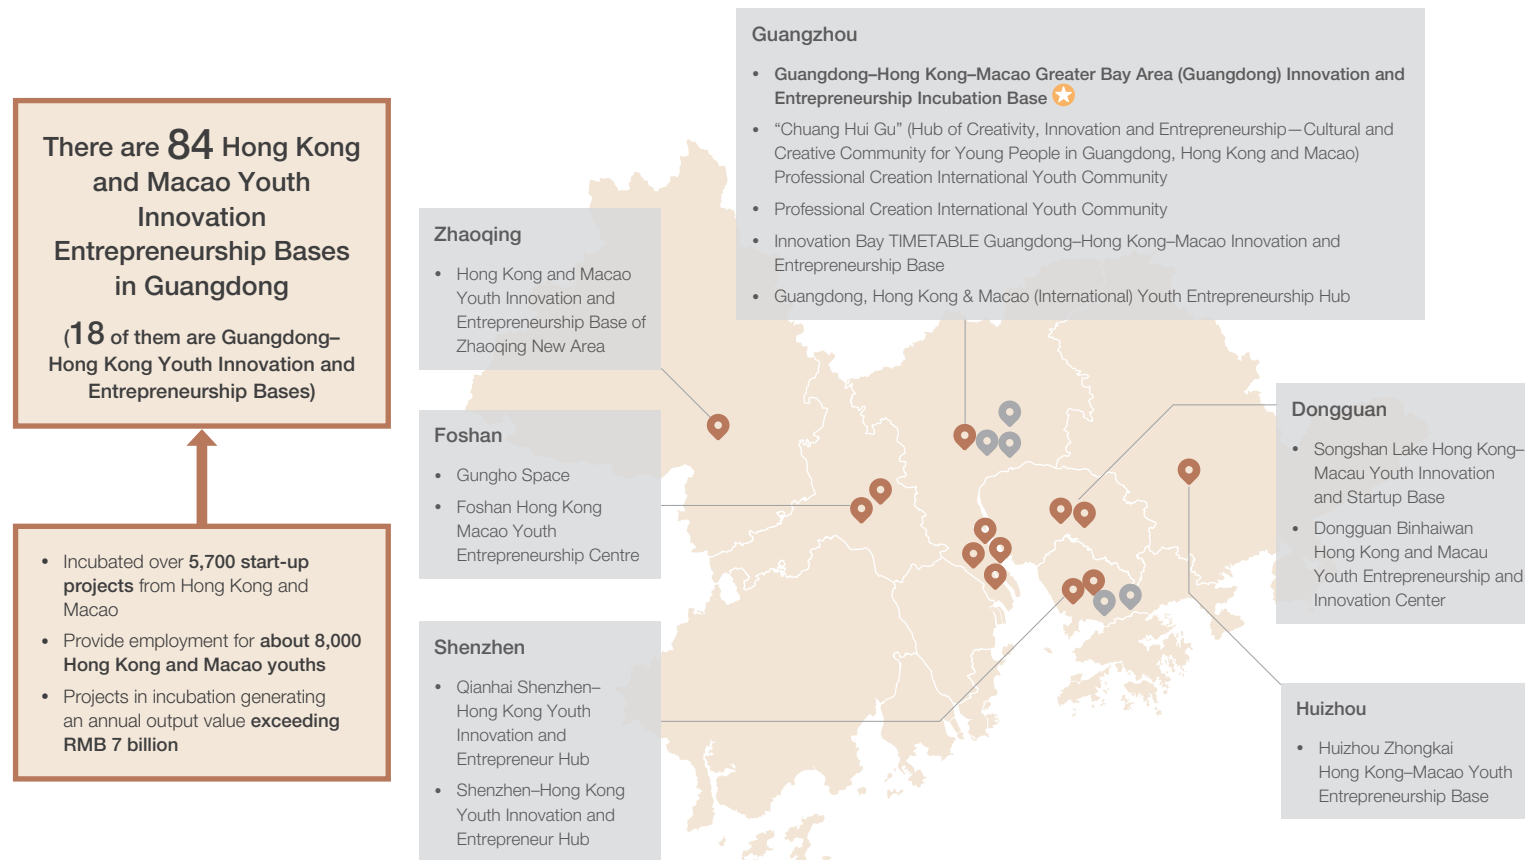 There are 84 Hong Kong
and Macao Youth
Innovation
Entrepreneurship Bases
in Guangdong
(18 of them are Guangdong–
Hong Kong Youth Innovation and
Entrepreneurship Bases)
• Incubated over 5,700 start-up
projects from Hong Kong and
Macao
• Provide employment for about 8,000
Hong Kong and Macao youths
• Projects in incubation generating
an annual output value exceeding
RMB 7 billion
Zhaoqing
• Hong Kong and Macao
Youth Innovation and
Entrepreneurship Base of
Zhaoqing New Area
Foshan
• Gungho Space
• Foshan Hong Kong
Macao Youth
Entrepreneurship Centre
Shenzhen
• Qianhai Shenzhen–
Hong Kong Youth
Innovation and
Entrepreneur Hub
• Shenzhen–Hong Kong
Youth Innovation and
Entrepreneur Hub
Guangzhou
• Guangdong–Hong Kong–Macao Greater Bay Area (Guangdong) Innovation and
Entrepreneurship Incubation Base
• “Chuang Hui Gu” (Hub of Creativity, Innovation and Entrepreneurship—Cultural and
Creative Community for Young People in Guangdong, Hong Kong and Macao)
Professional Creation International Youth Community
• Professional Creation International Youth Community
• Innovation Bay TIMETABLE Guangdong–Hong Kong–Macao Innovation and
Entrepreneurship Base
• Guangdong, Hong Kong & Macao (International) Youth Entrepreneurship Hub
Dongguan
• Songshan Lake Hong Kong–
Macau Youth Innovation
and Startup Base
• Dongguan Binhaiwan
Hong Kong and Macau
Youth Entrepreneurship and
Innovation Center
Huizhou
• Huizhou Zhongkai
Hong Kong–Macao Youth
Entrepreneurship Base